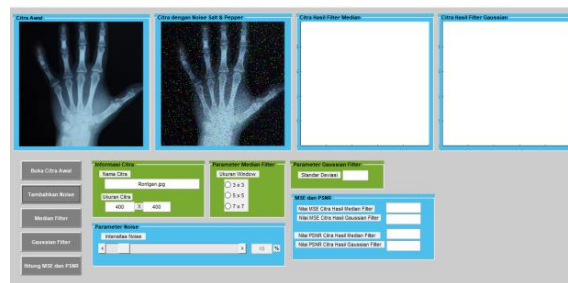 Citra Awal
Citra dengan Noise Salt & Pepper
Citra Hasil Filter Median
Citra Hasil Filter Gaussian
Buka Citra Awal
Tambahkan Noise
Median Filter
Gaussian Filter
Hitung MSE dan PSNR
Informasi Citra
Nama Citra
Rontgen.jpg
Ukuran Citra
400 X 400
Parameter Median Filter
Ukuran Window
3 x 3
5 x 5
7 x 7
Parameter Gaussian Filter
Standar Deviasi
Parameter Noise
Intensitas Noise
10 %
MSE dan PSNR
Nilai MSE Citra Hasil Median Filter
Nilai MSE Citra Hasil Gaussian Filter
Nilai PSNR Citra Hasil Median Filter
Nilai PSNR Citra Hasil Gaussian Filter